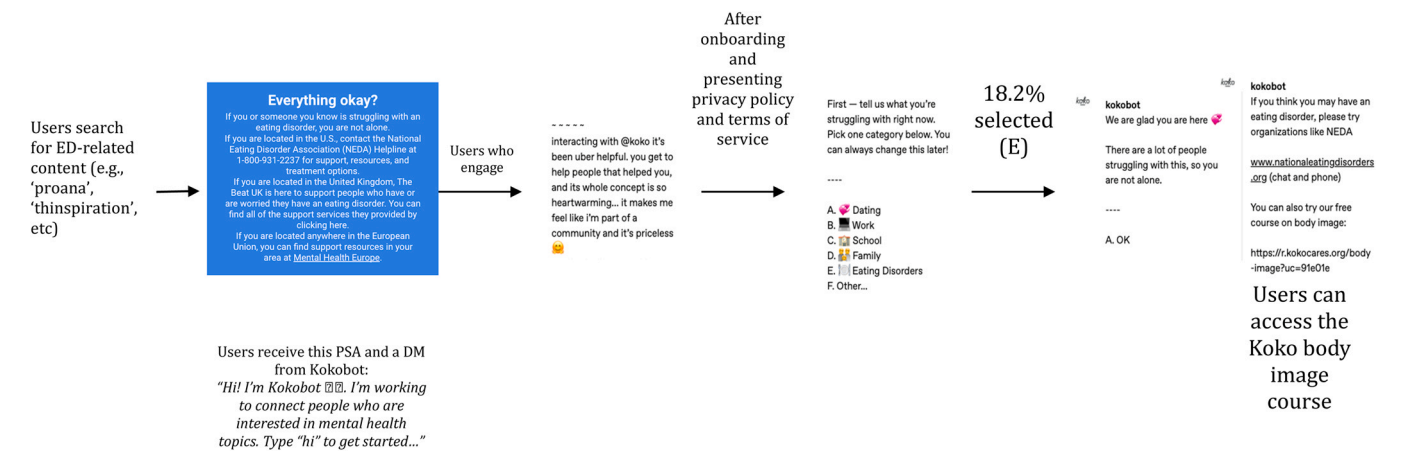 Users search
for ED-related
content (e.g.,
‘proana’,
‘thinspiration’,
etc)
Everything okay?
If you or someone you know is struggling with an
eating disorder, you are not alone.
If you are located in the U.S., contact the National
Eating Disorder Association (NEDA) Helpline at
1-800-931-2237 for support, resources, and
treatment options.
If you are located in the United Kingdom, The
Beat UK is here to support people who have or
are worried they have an eating disorder. You can
find all of the support services they provided by
clicking here.
If you are located anywhere in the European
Union, you can find support resources in your
area at Mental Health Europe.
Users receive this PSA and a DM
from Kokobot:
“Hi! I’m Kokobot. I’m working
to connect people who are
interested in mental health
topics. Type “hi” to get started…”
Users who
engage
- - - - -
interacting with @koko it’s
been uber helpful. you get to
help people that helped you,
and its whole concept is so
heartwarming... it makes me
feel like i’m part of a
community and it’s priceless
🤗
After
onboarding
and
presenting
privacy policy
and terms of
service
First — tell us what you’re
struggling with right now.
Pick one category below. You
can always change this later!
----
A. 💞 Dating
B. 💻 Work
C. 🏫 School
D. 👨‍👩‍👧‍👦 Family
E. 🍽️ Eating Disorders
F. Other...
18.2%
selected
(E)
koko
kokobot
We are glad you are here 💞
There are a lot of people
struggling with this, so you
are not alone.
----
A. OK
koko
kokobot
If you think you may have an
eating disorder, please try
organizations like NEDA
www.nationaleatingdisorders
.org (chat and phone)
You can also try our free
course on body image:
https://r.kokocares.org/body
-image?uc=91e01e
Users can
access the
Koko body
image
course